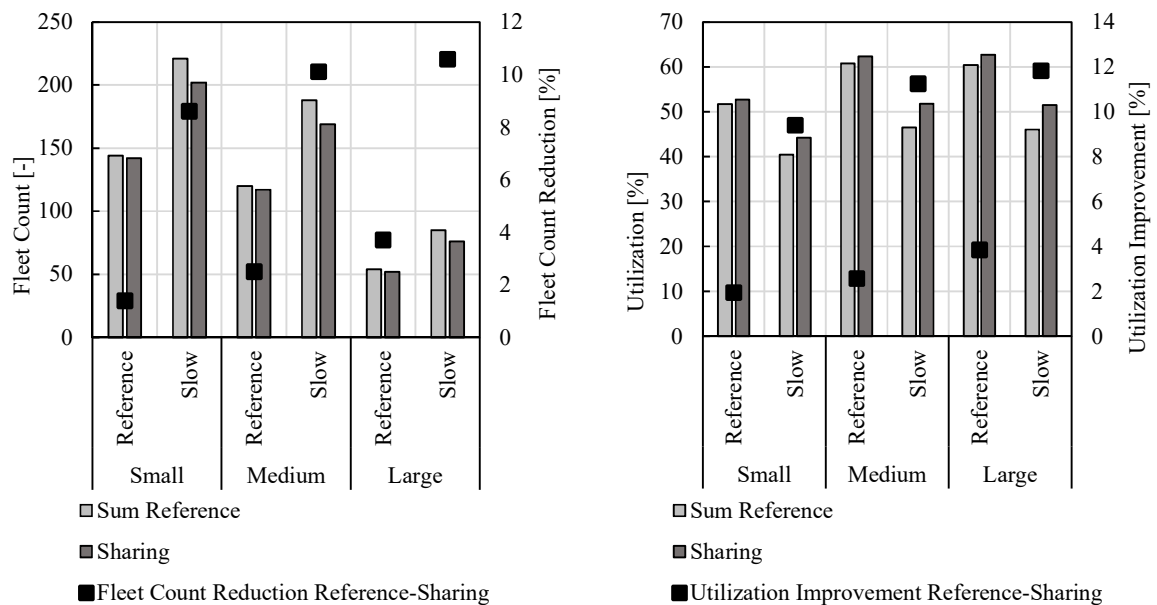 250
200
150
100
50
0
Fleet Count [-]
12
10
8
6
4
2
0
Fleet Count Reduction [%]
Reference
Slow
Reference
Slow
Reference
Slow
Small
Medium
Large
Sum Reference
Sharing
Fleet Count Reduction Reference-Sharing
70
60
50
40
30
20
10
0
Utilization [%]
14
12
10
8
6
4
2
0
Utilization Improvement [%]
Reference
Slow
Reference
Slow
Reference
Slow
Small
Medium
Large
Sum Reference
Sharing
Utilization Improvement Reference-Sharing